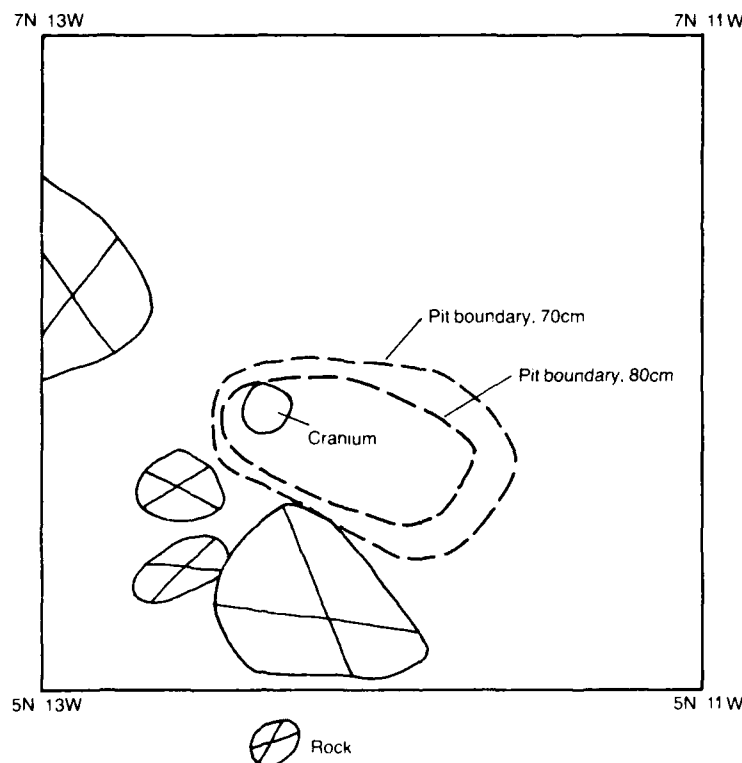 7N 13W 7N 11W
Pit boundary, 70cm
Pit boundary, 80cm
Cranium
5N 13W 5N 11W
Rock